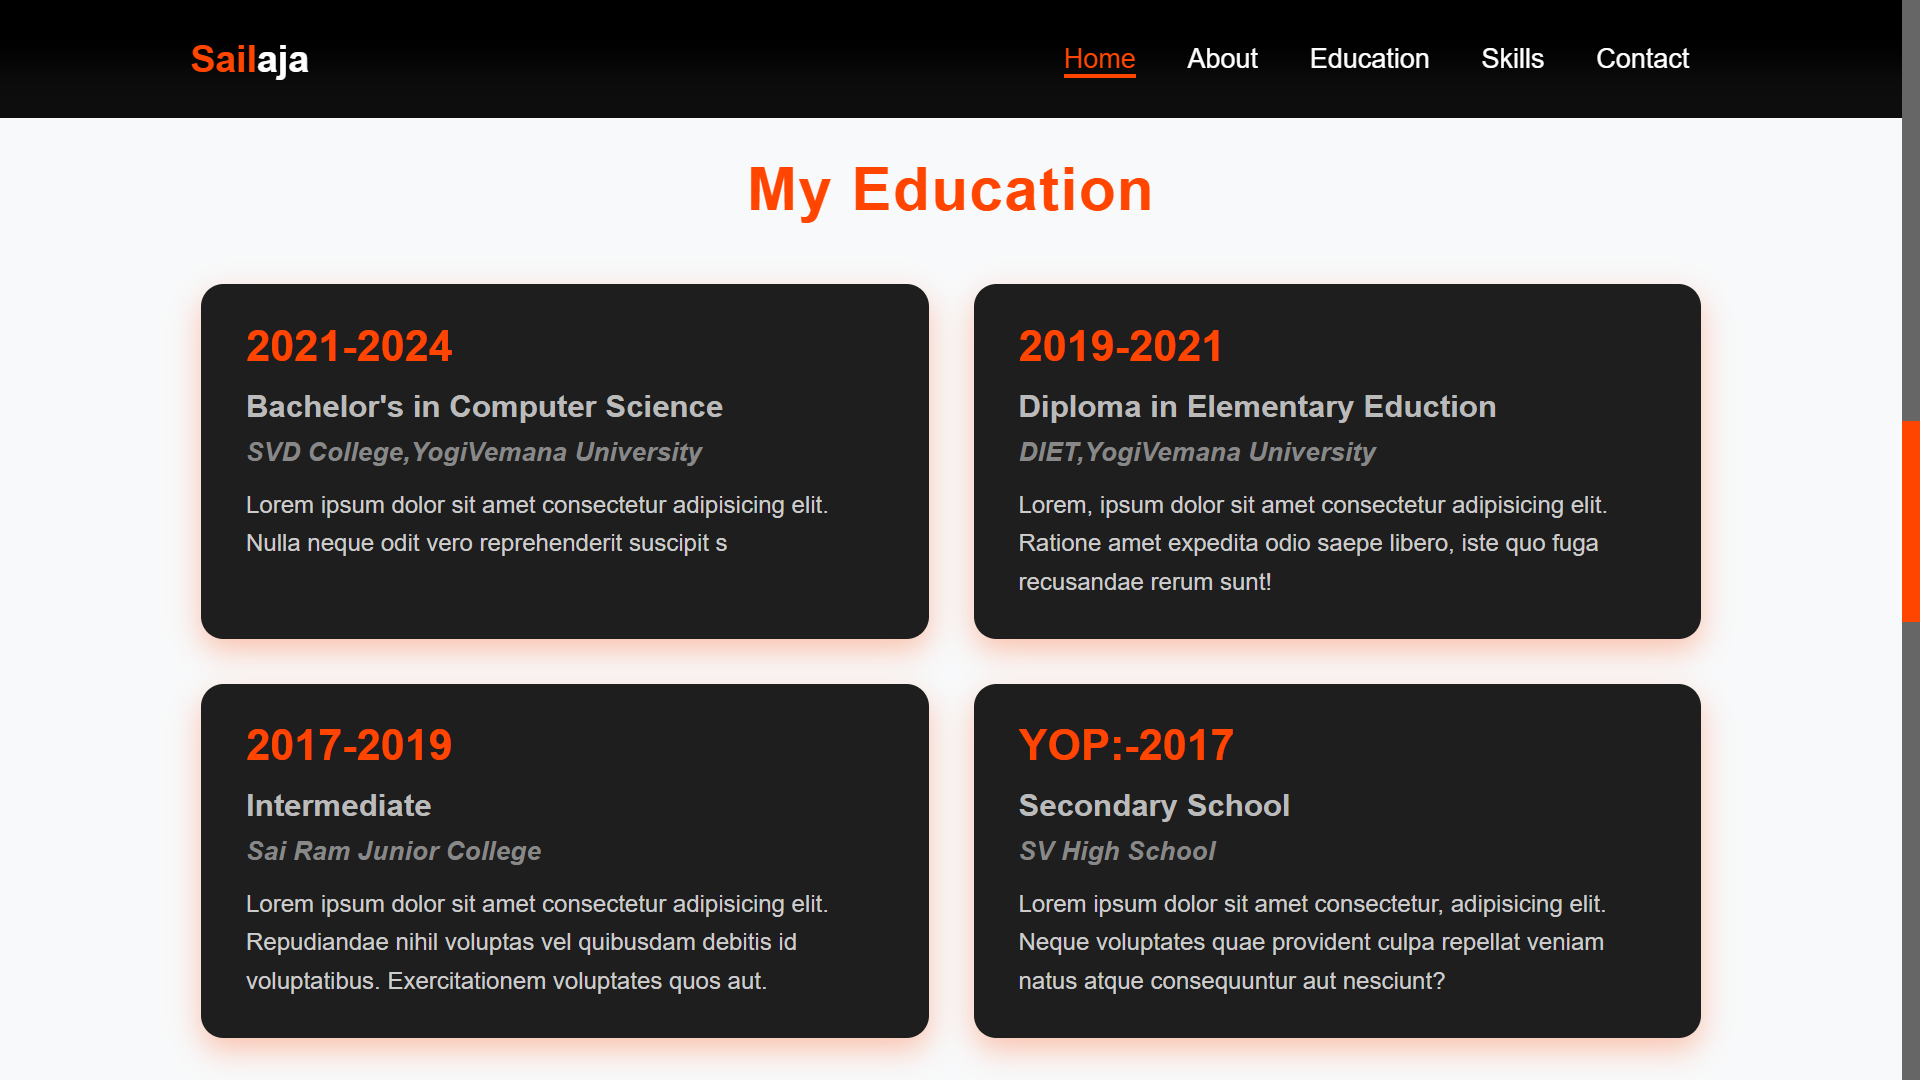 Sailaja
Home About Education Skills Contact
My Education
2021-2024
Bachelor's in Computer Science
SVD College,YogiVemana University
Lorem ipsum dolor sit amet consectetur adipisicing elit.
Nulla neque odit vero reprehenderit suscipit s
2019-2021
Diploma in Elementary Eduction
DIET,YogiVemana University
Lorem, ipsum dolor sit amet consectetur adipisicing elit.
Ratione amet expedita odio saepe libero, iste quo fuga
recusandae rerum sunt!
2017-2019
Intermediate
Sai Ram Junior College
Lorem ipsum dolor sit amet consectetur adipisicing elit.
Repudiandae nihil voluptas vel quibusdam debitis id
voluptatibus. Exercitationem voluptates quos aut.
YOP:-2017
Secondary School
SV High School
Lorem ipsum dolor sit amet consectetur, adipisicing elit.
Neque voluptates quae provident culpa repellat veniam
natus atque consequuntur aut nesciunt?